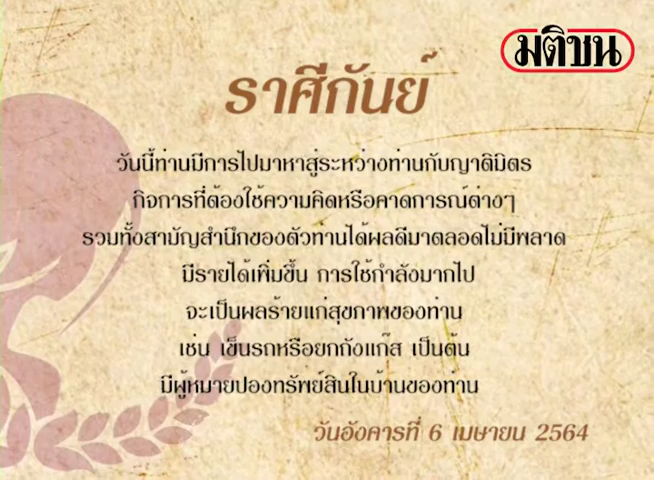 มติชน
ราศีกันย์
วันนี้ท่านมีการไปมาหาสู่ระหว่างท่านกับญาติมิตร
กิจการที่ต้องใช้ความคิดหรือคาดการณ์ต่างๆ
รวมทั้งสามัญสำนึกของตัวท่านได้ผลดีมาตลอดไม่มีพลาด
มีรายได้เพิ่มขึ้น การใช้กำลังมากไป
จะเป็นผลร้ายแก่สุขภาพของท่าน
เช่น เข็นรถหรือยกถังแก๊ส เป็นต้น
มีผู้หมายปองทรัพย์สินในบ้านของท่าน
วันอังคารที่ 6 เมษายน 2564